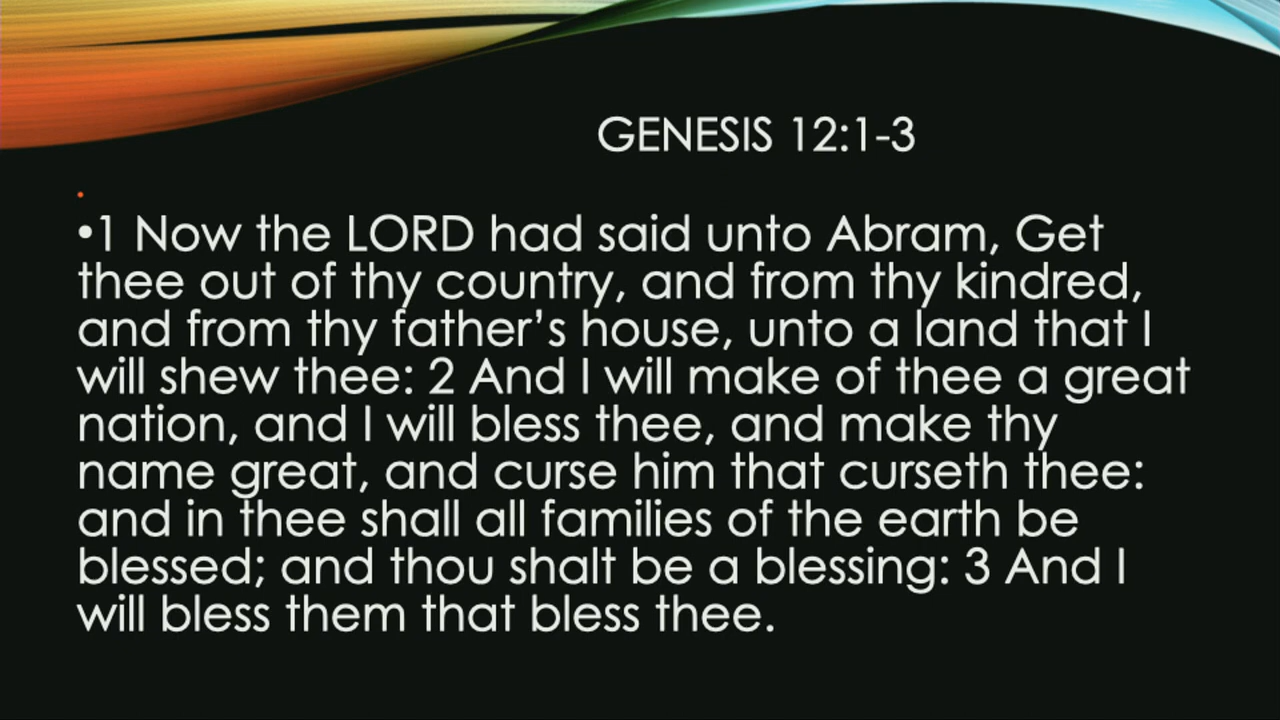 GENESIS 12:1-3
•
•1 Now the LORD had said unto Abram, Get
thee out of thy country, and from thy kindred,
and from thy father’s house, unto a land that I
will shew thee: 2 And I will make of thee a great
nation, and I will bless thee, and make thy
name great, and curse him that curseth thee:
and in thee shall all families of the earth be
blessed; and thou shalt be a blessing: 3 And I
will bless them that bless thee.